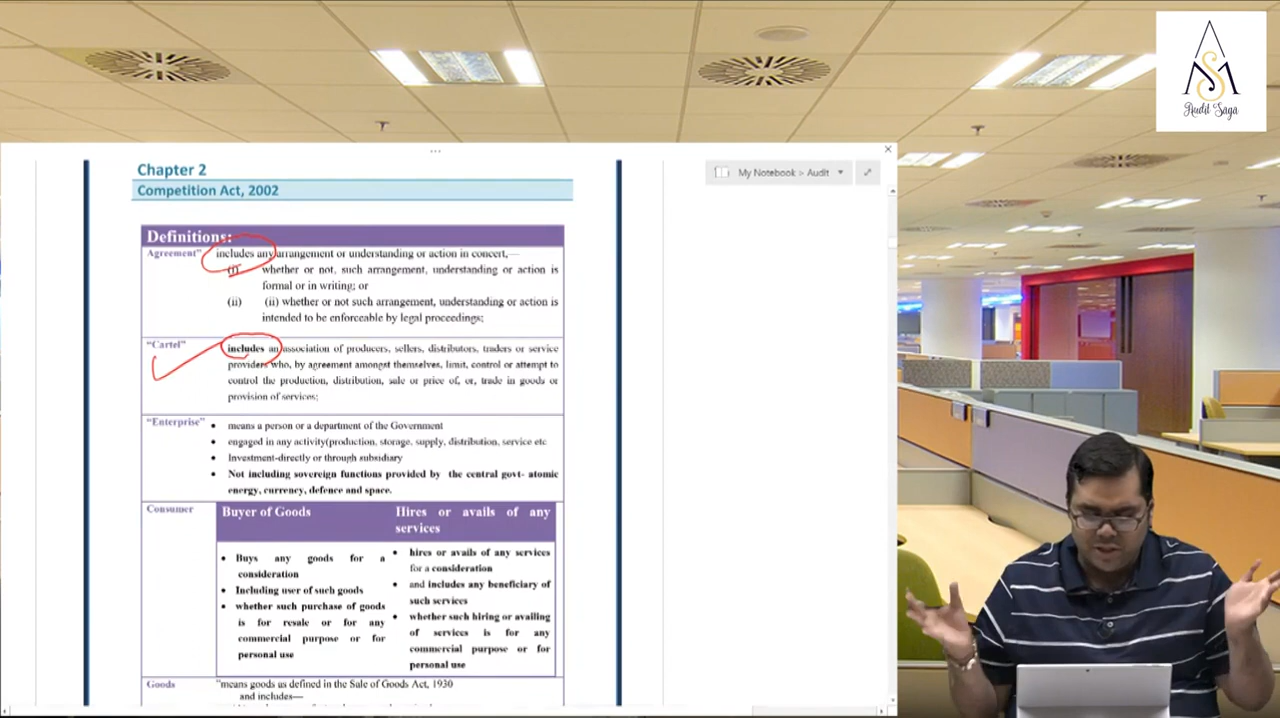 Audit Saga
...
My Notebook > Audit
Chapter 2
Competition Act, 2002
Definitions:
Agreement" includes any arrangement or understanding or action in concert,—
(i) whether or not, such arrangement, understanding or action is
formal or in writing; or
(ii) (ii) whether or not such arrangement, understanding or action is
intended to be enforceable by legal proceedings;
"Cartel" includes an association of producers, sellers, distributors, traders or service
providers who, by agreement amongst themselves, limit, control or attempt to
control the production, distribution, sale or price of, or, trade in goods or
provision of services;
"Enterprise" • means a person or a department of the Government
• engaged in any activity(production, storage, supply, distribution, service etc
• Investment-directly or through subsidiary
• Not including sovereign functions provided by the central govt- atomic
energy, currency, defence and space.
Consumer
Buyer of Goods
• Buys any goods for a
consideration
• Including user of such goods
• whether such purchase of goods
is for resale or for any
commercial purpose or for
personal use
Hires or avails of any
services
• hires or avails of any services
for a consideration
• and includes any beneficiary of
such services
• whether such hiring or availing
of services is for any
commercial purpose or for
personal use
Goods "means goods as defined in the Sale of Goods Act, 1930
and includes—